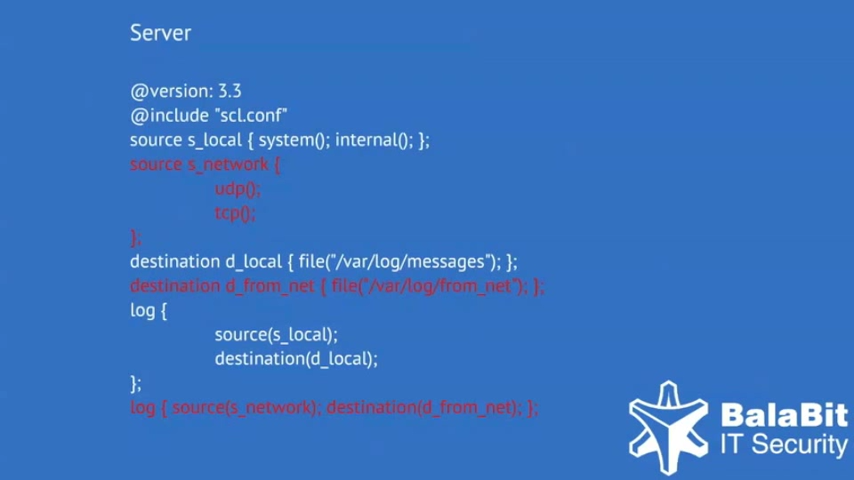 Server
@version: 3.3
@include "scl.conf"
source s_local { system(); internal(); };
source s_network {
udp();
tcp();
};
destination d_local { file("/var/log/messages"); };
destination d_from_net { file("/var/log/from_net"); };
log {
source(s_local);
destination(d_local);
};
log { source(s_network); destination(d_from_net); };
BalaBit
IT Security